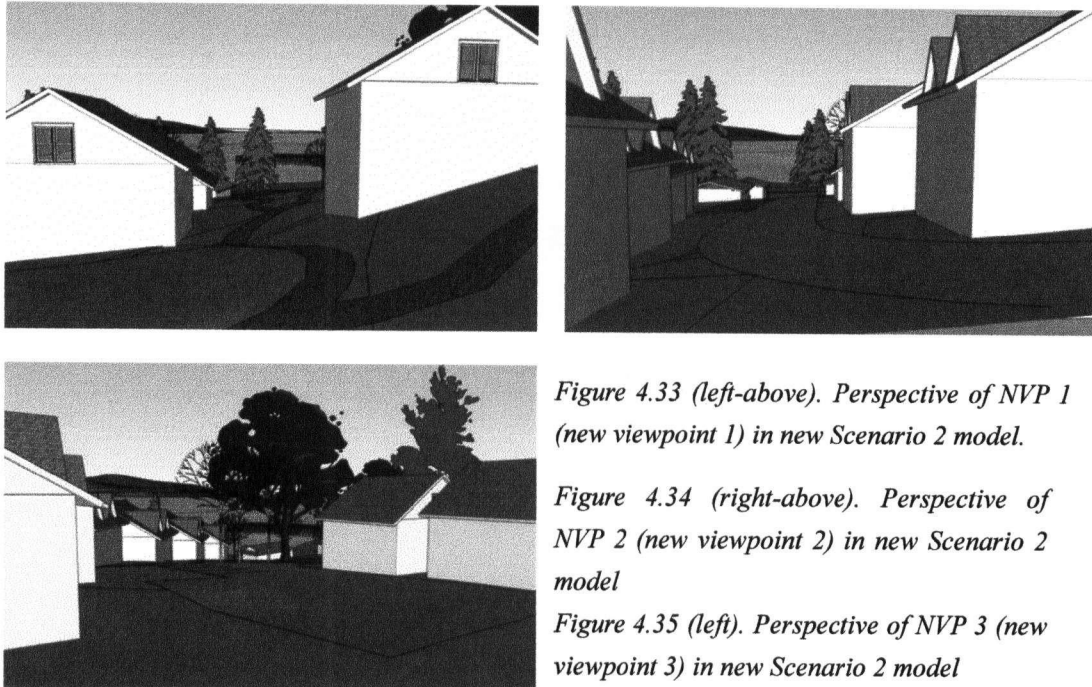 Figure 4.33 (left-above). Perspective of NVP 1
(new viewpoint 1) in new Scenario 2 model.
Figure 4.34 (right-above). Perspective of
NVP 2 (new viewpoint 2) in new Scenario 2
model
Figure 4.35 (left). Perspective of NVP 3 (new
viewpoint 3) in new Scenario 2 model